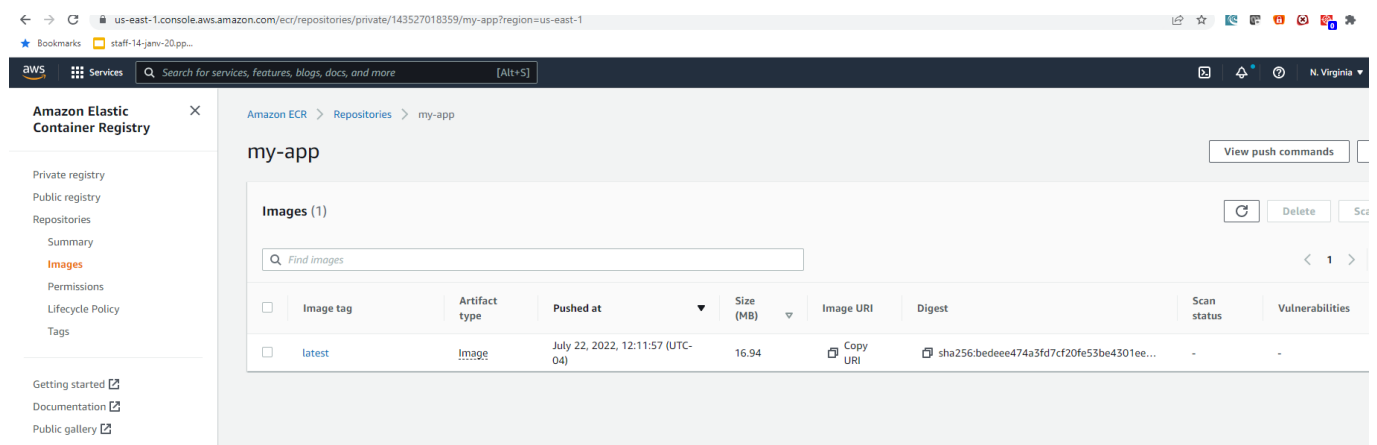 us-east-1.console.aws.amazon.com/ecr/repositories/private/143527018359/my-app?region=us-east-1
Bookmarks staff-14-janv-20.pp...
aws Services Search for services, features, blogs, docs, and more [Alt+S] N. Virginia
Amazon Elastic
Container Registry
Amazon ECR > Repositories > my-app
my-app
View push commands
Private registry
Public registry
Repositories
Summary
Images
Permissions
Lifecycle Policy
Tags
Getting started
Documentation
Public gallery
Images (1)
Delete
Sca
Find images
1
Image tag Artifact type Pushed at Size (MB) Image URI Digest Scan status Vulnerabilities
latest Image July 22, 2022, 12:11:57 (UTC-
04) 16.94 Copy URI sha256:bedeee474a3fd7cf20fe53be4301ee... - -